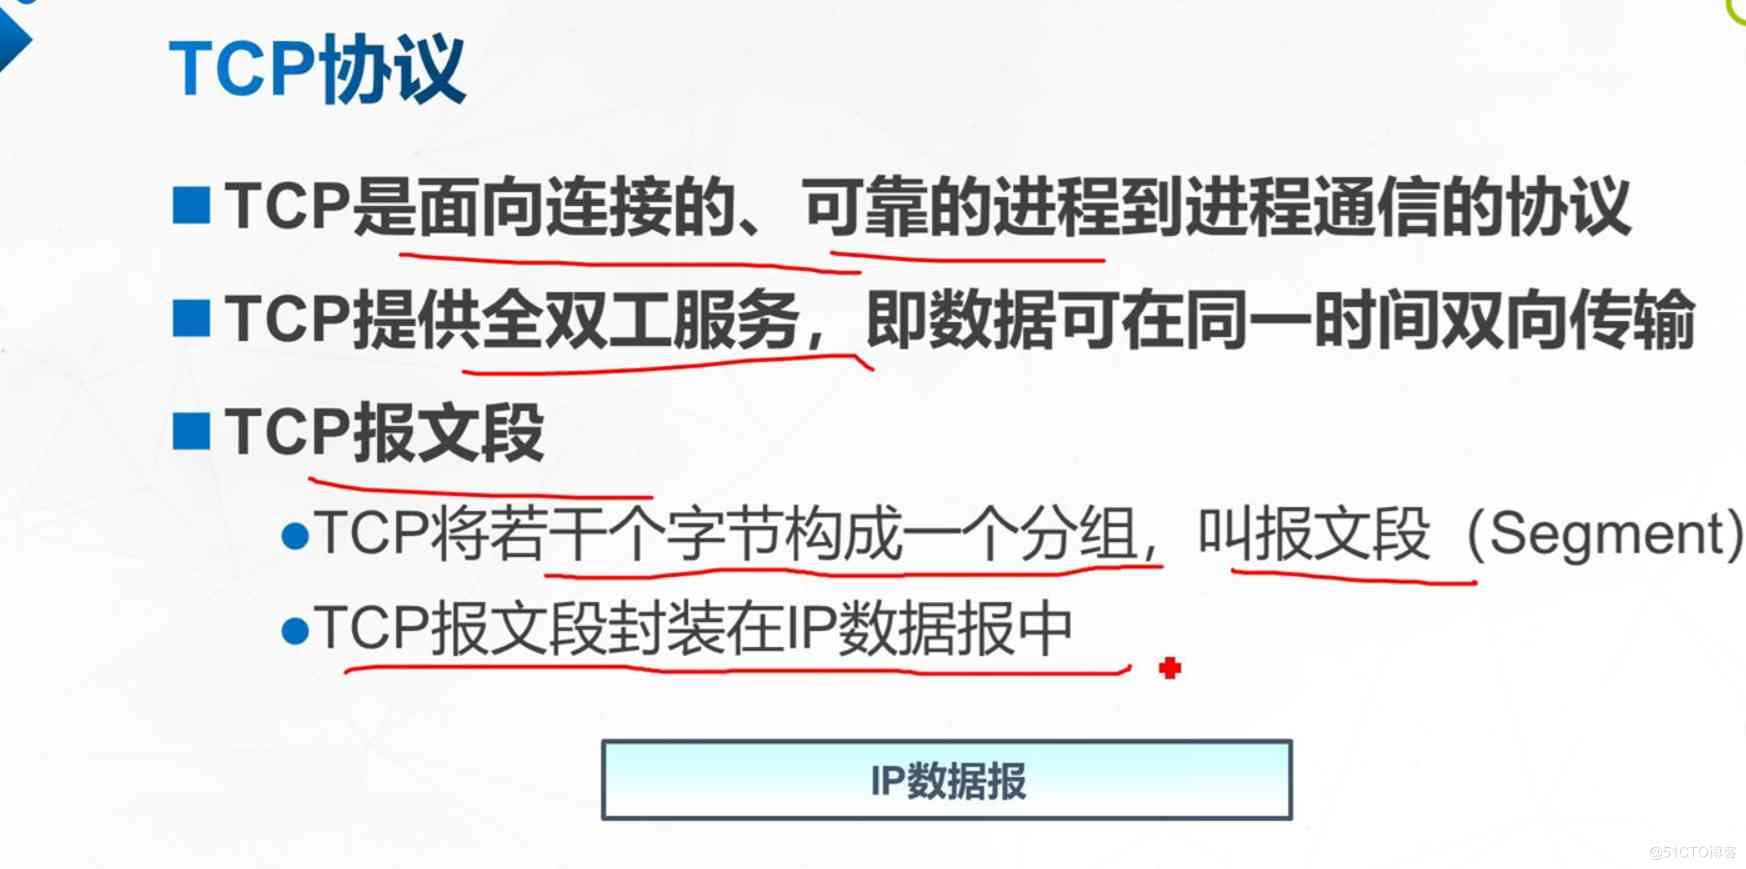 TCP协议
TCP是面向连接的、可靠的进程到进程通信的协议
TCP提供全双工服务，即数据可在同一时间双向传输
TCP报文段
TCP将若干个字节构成一个分组，叫报文段（Segment）
TCP报文段封装在IP数据报中
IP数据报
@51CTO博客